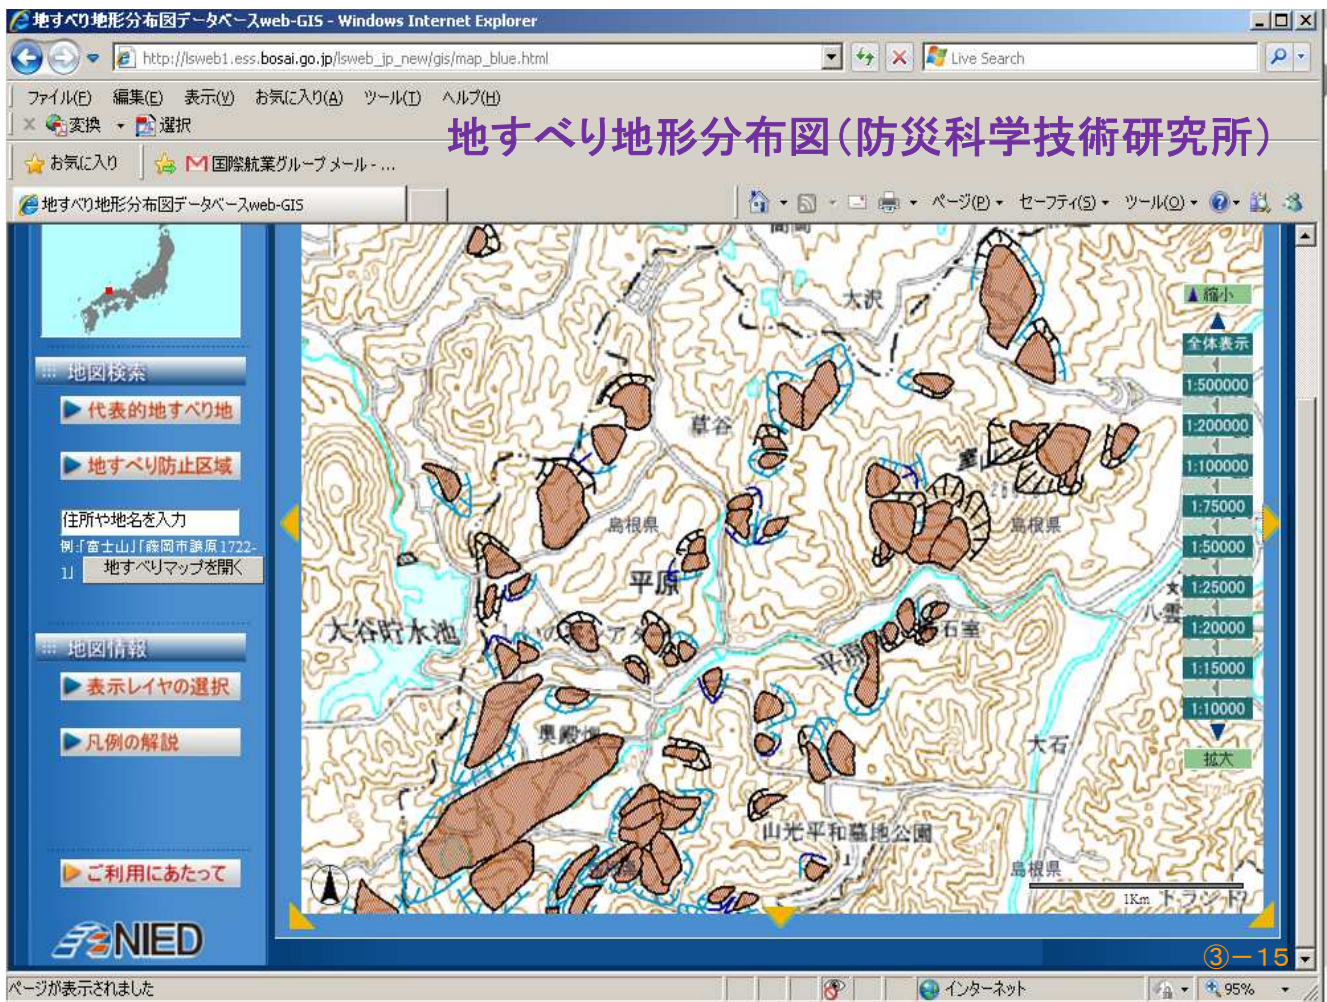 地すべり地形分布図データベースweb-GIS - Windows Internet Explorer
http://lsweb1.ess.bosai.go.jp/lsweb_jp_new/gis/map_blue.html
Live Search
ファイル(F) 編集(E) 表示(V) お気に入り(A) ツール(T) ヘルプ(H)
変換 選択
地すべり地形分布図(防災科学技術研究所)
お気に入り 国際航業グループ メール - ...
地すべり地形分布図データベースweb-GIS
ページ(P) セーフティ(S) ツール(O)
地図検索
代表的地すべり地
地すべり防止区域
住所や地名を入力
例:「富士山」「藤岡市譲原1722-
1」 地すべりマップを開く
地図情報
表示レイヤの選択
凡例の解説
ご利用にあたって
NIED
大沢
草谷
島根県
島根県
平原
大谷貯水池
八雲
石室
平原
奥殿畑
大石
山光平和墓地公園
島根県
1Km
縮小
全体表示
1:500000
1:200000
1:100000
1:75000
1:50000
1:25000
1:20000
1:15000
1:10000
拡大
③-15
ページが表示されました
インターネット
95%